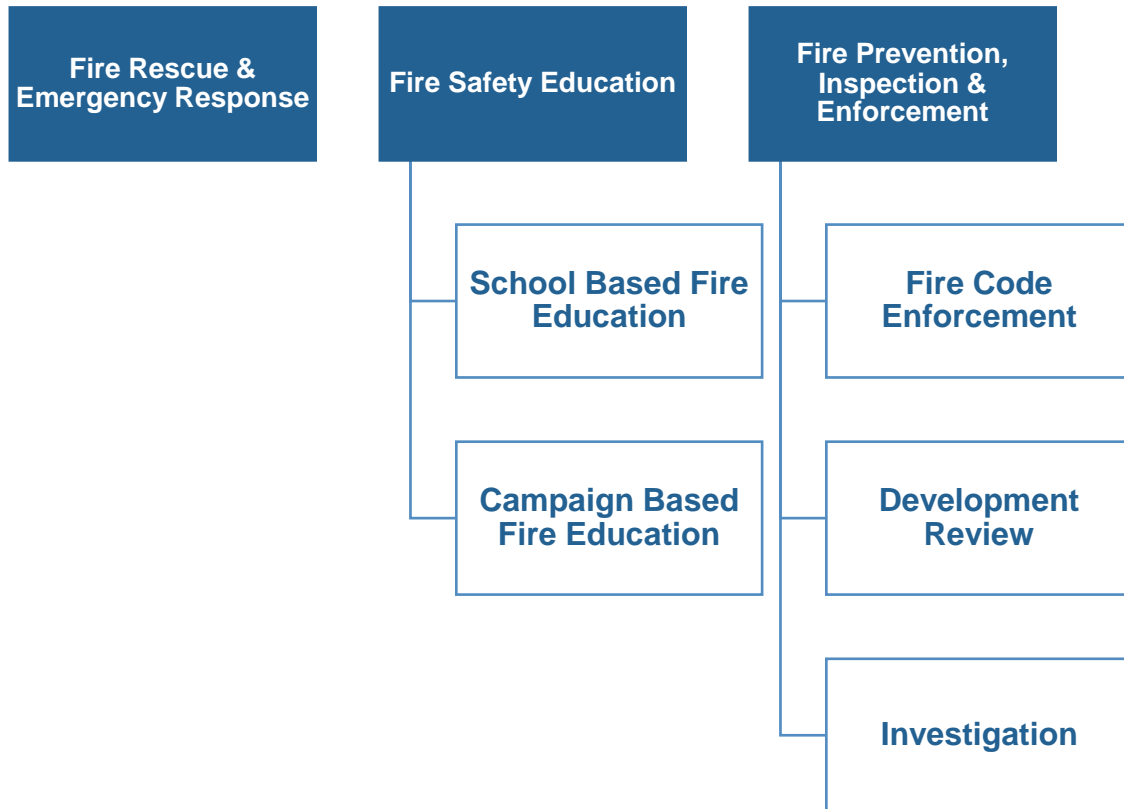 Fire Rescue &
Emergency Response
Fire Safety Education
Fire Prevention,
Inspection &
Enforcement
School Based Fire
Education
Campaign Based
Fire Education
Fire Code
Enforcement
Development
Review
Investigation